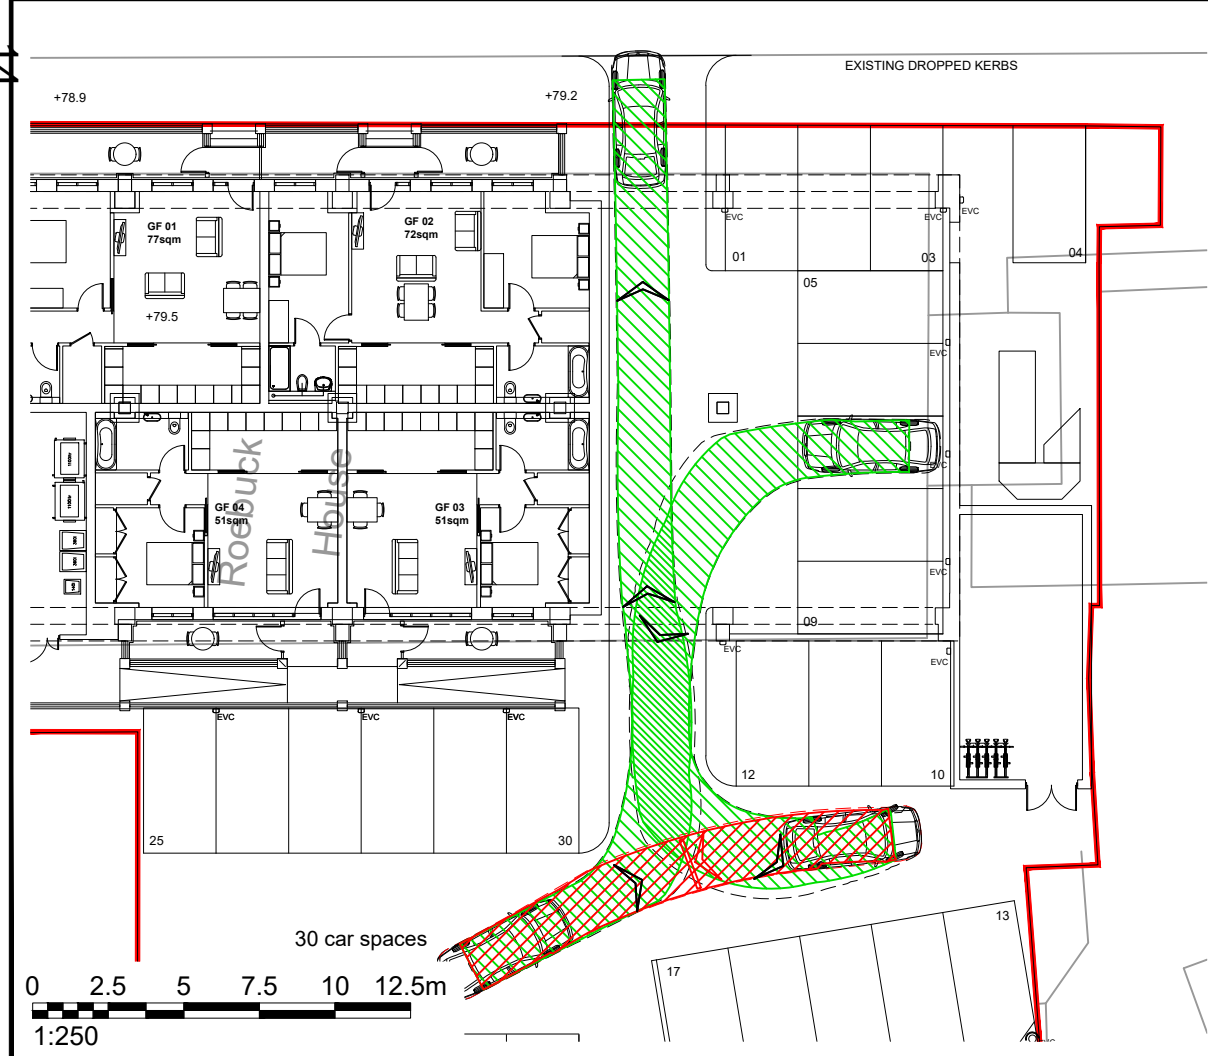 EXISTING DROPPED KERBS
+78.9
+79.2
GF 01
77sqm
GF 02
72sqm
EVC
EVC
EVC
01
03
04
05
+79.5
EVC
EVC
Roebuck
House
GF 04
51sqm
GF 03
51sqm
EVC
09
EVC
EVC
EVC
EVC
EVC
12
10
25
30
13
17
30 car spaces
0 2.5 5 7.5 10 12.5m
1:250